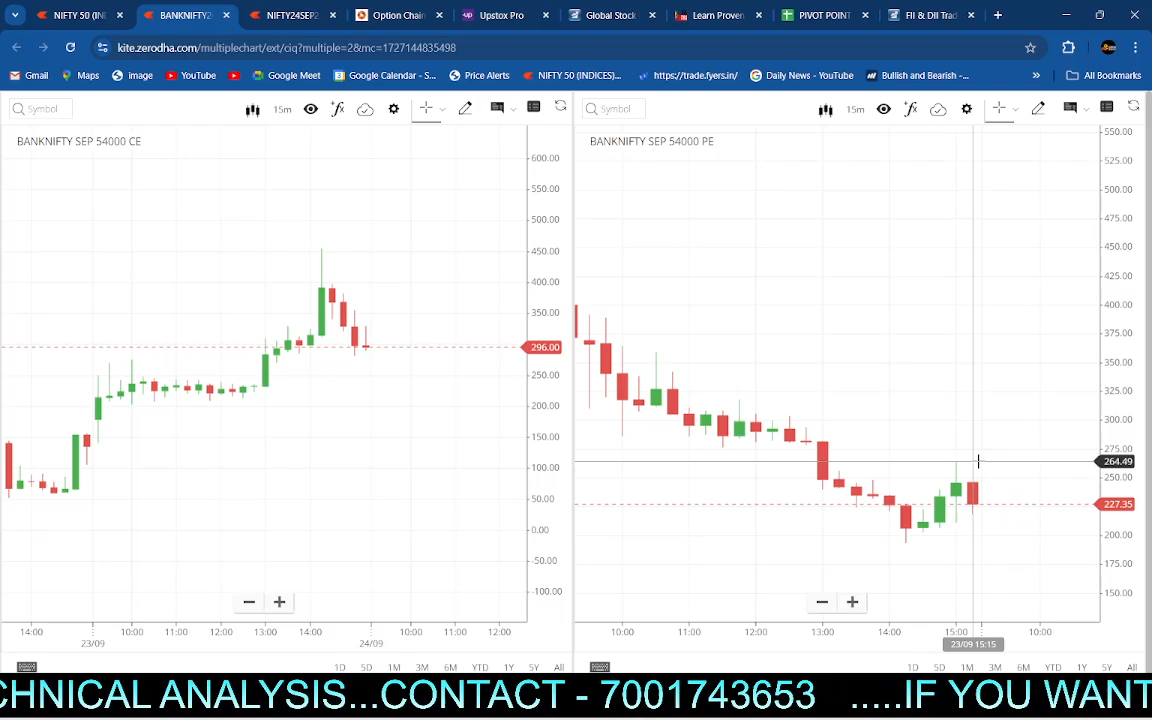 NIFTY 50 (INI
BANKNIFTY2
NIFTY24SEP2
Option Chain
Upstox Pro
Global Stock
Learn Proven
PIVOT POINT
FII & DII Trad
kite.zerodha.com/multiplechart/ext/ciq?multiple=2&mc=1727144835498
Gmail
Maps
image
YouTube
Google Meet
Google Calendar - S...
Price Alerts
NIFTY 50 (INDICES)...
https://trade.fyers.in/
Daily News - YouTube
Bullish and Bearish -...
»
All Bookmarks
Symbol
15m
Symbol
15m
BANKNIFTY SEP 54000 CE
600.00
550.00
500.00
450.00
400.00
350.00
296.00
250.00
200.00
150.00
100.00
50.00
0.00
-50.00
-100.00
14:00
10:00
11:00
12:00
13:00
14:00
10:00
11:00
12:00
23/09
24/09
1D
5D
1M
3M
6M
YTD
1Y
5Y
All
BANKNIFTY SEP 54000 PE
550.00
525.00
500.00
475.00
450.00
425.00
400.00
375.00
350.00
325.00
300.00
275.00
264.49
250.00
227.35
200.00
175.00
150.00
10:00
11:00
12:00
13:00
14:00
15:00
10:00
23/09 15:15
1D
5D
1M
3M
6M
YTD
1Y
5Y
All
CHNICAL ANALYSIS...CONTACT - 7001743653 .....IF YOU WANT